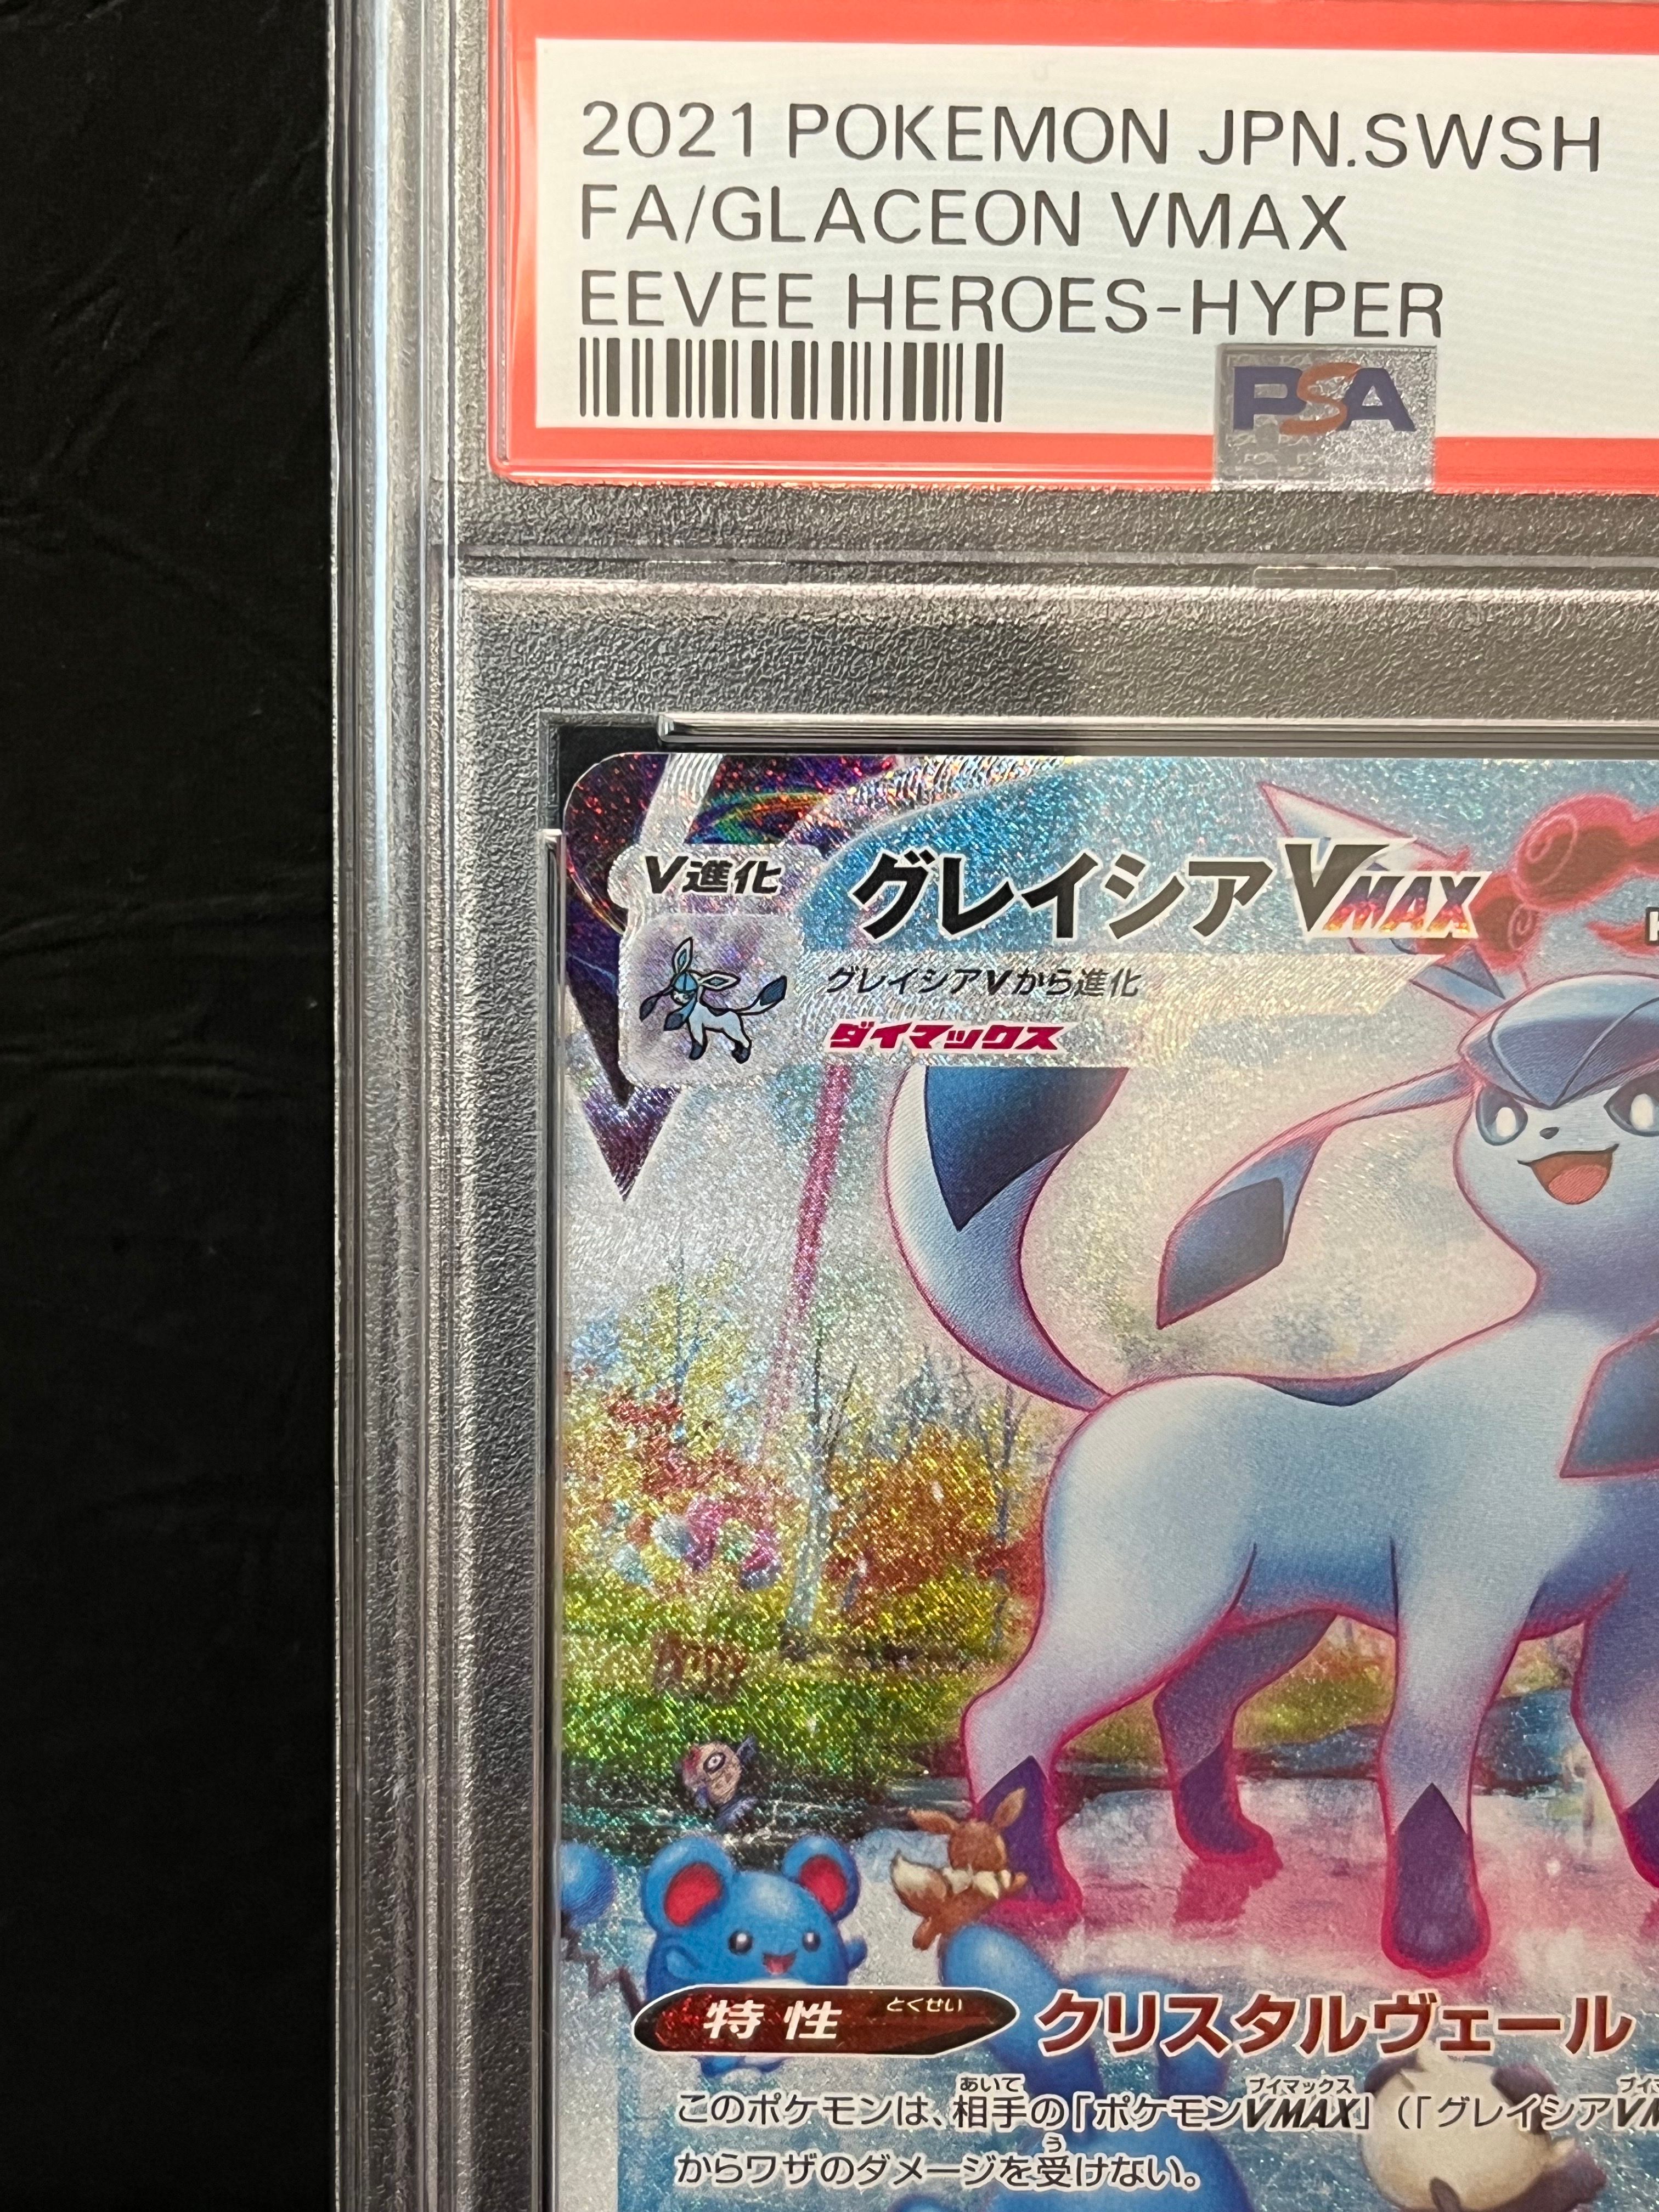 2021 POKEMON JPN.SWSH
FA/GLACEON VMAX
EEVEE HEROES-HYPER
PSA
V進化
グレイシアVMAX
グレイシアVから進化
ダイマックス
特性 とくせい クリスタルヴェール
このポケモンは、相手の「ポケモンVMAX」(「グレイシアV
からワザのダメージを受けない。